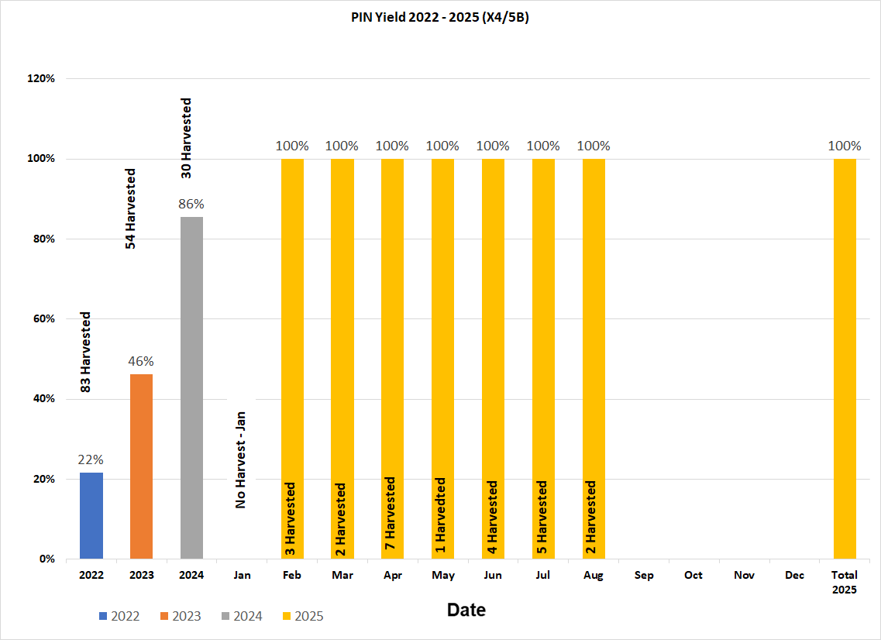 PIN Yield 2022 - 2025 (X4/5B)
120%
100%
80%
60%
40%
20%
0%
83 Harvested
22%
54 Harvested
46%
30 Harvested
86%
No Harvest - Jan
100%
3 Harvested
100%
2 Harvested
100%
7 Harvested
100%
1 Harvedted
100%
4 Harvested
100%
5 Harvested
100%
2 Harvested
100%
2022 2023 2024 Jan Feb Mar Apr May Jun Jul Aug Sep Oct Nov Dec Total
2025
Date
2022 2023 2024 2025